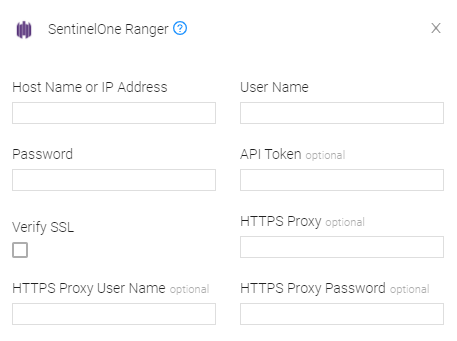 SentinelOne Ranger ? X
Host Name or IP Address
User Name
Password
API Token optional
Verify SSL
HTTPS Proxy optional
HTTPS Proxy User Name optional
HTTPS Proxy Password optional